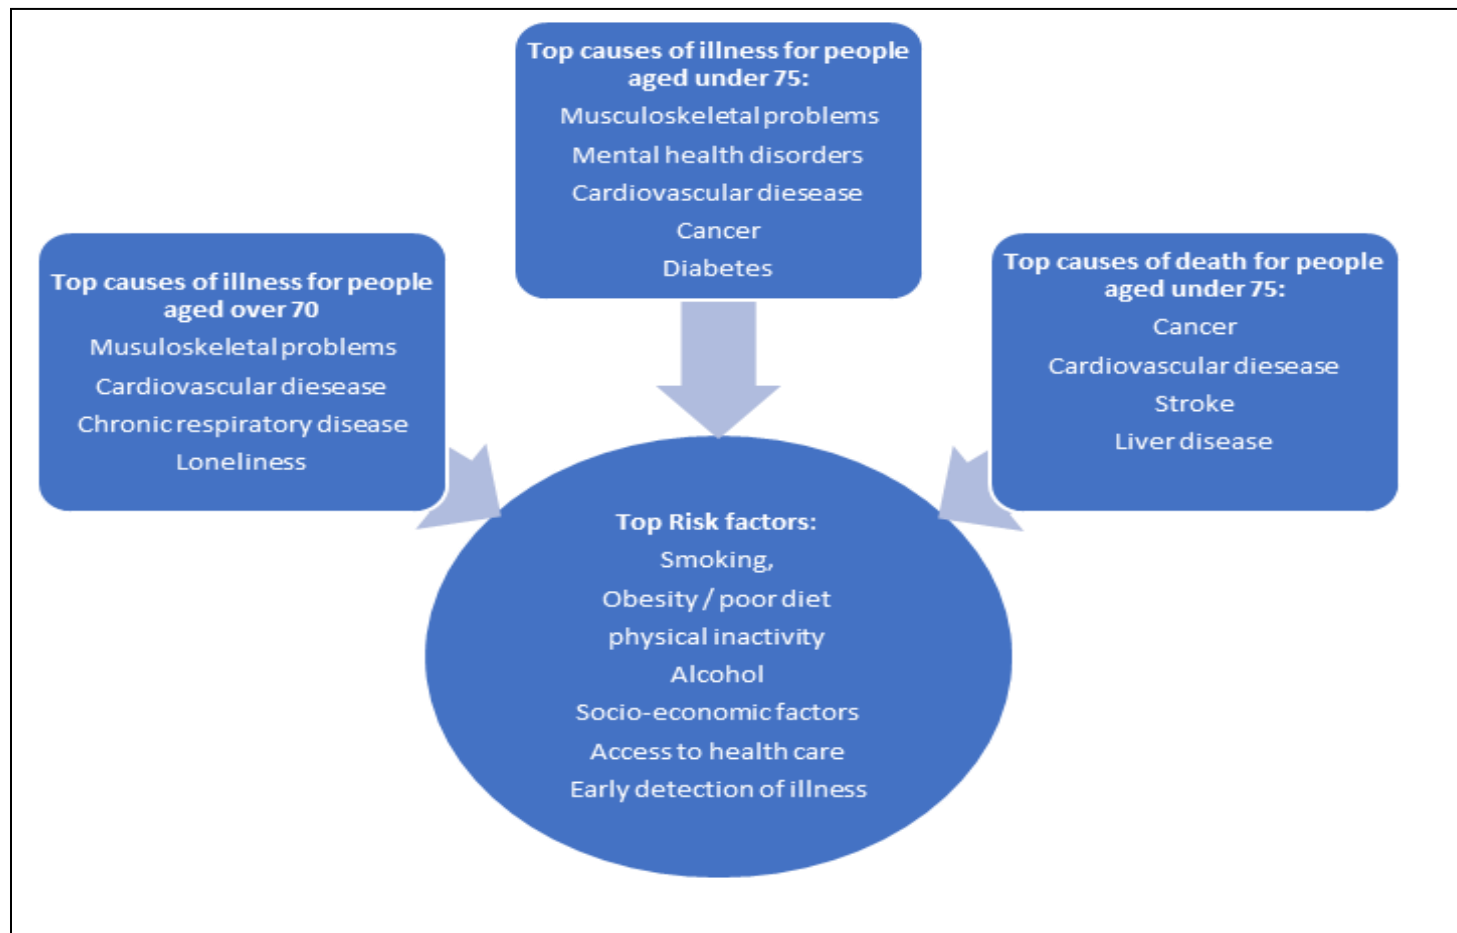 Top causes of illness for people
aged under 75:
Musculoskeletal problems
Mental health disorders
Cardiovascular diesease
Cancer
Diabetes
Top causes of illness for people
aged over 70
Musuloskeletal problems
Cardiovascular diesease
Chronic respiratory disease
Loneliness
Top causes of death for people
aged under 75:
Cancer
Cardiovascular diesease
Stroke
Liver disease
Top Risk factors:
Smoking,
Obesity / poor diet
physical inactivity
Alcohol
Socio-economic factors
Access to health care
Early detection of illness